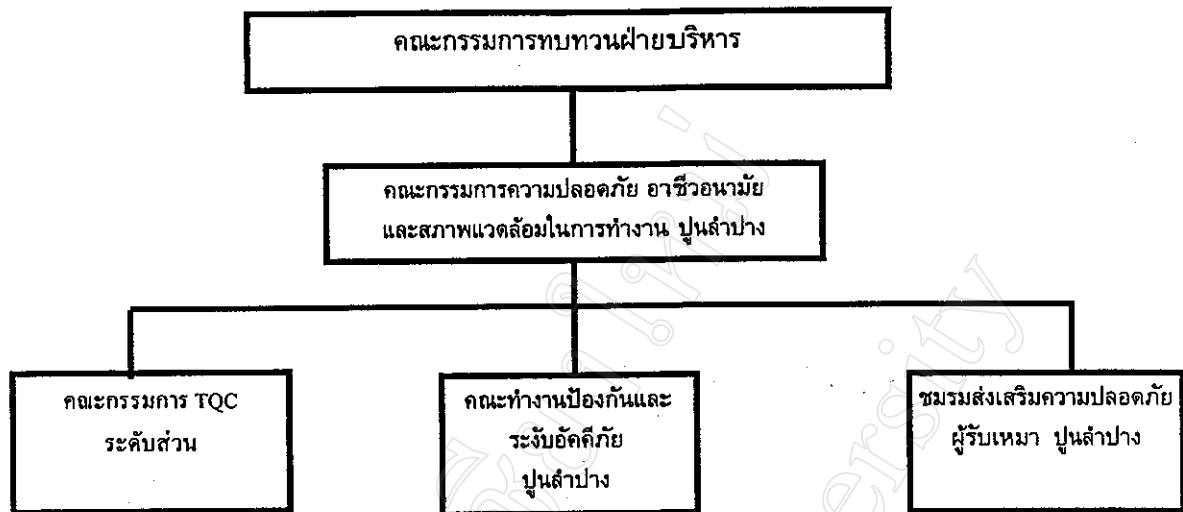 คณะกรรมการทบทวนฝ่ายบริหาร
คณะกรรมการความปลอดภัย อาชีวอนามัย
และสภาพแวดล้อมในการทำงาน ปูนลำปาง
คณะกรรมการ TQC
ระดับส่วน
คณะทำงานป้องกันและ
ระงับอัคคีภัย
ปูนลำปาง
ชมรมส่งเสริมความปลอดภัย
ผู้รับเหมา ปูนลำปาง